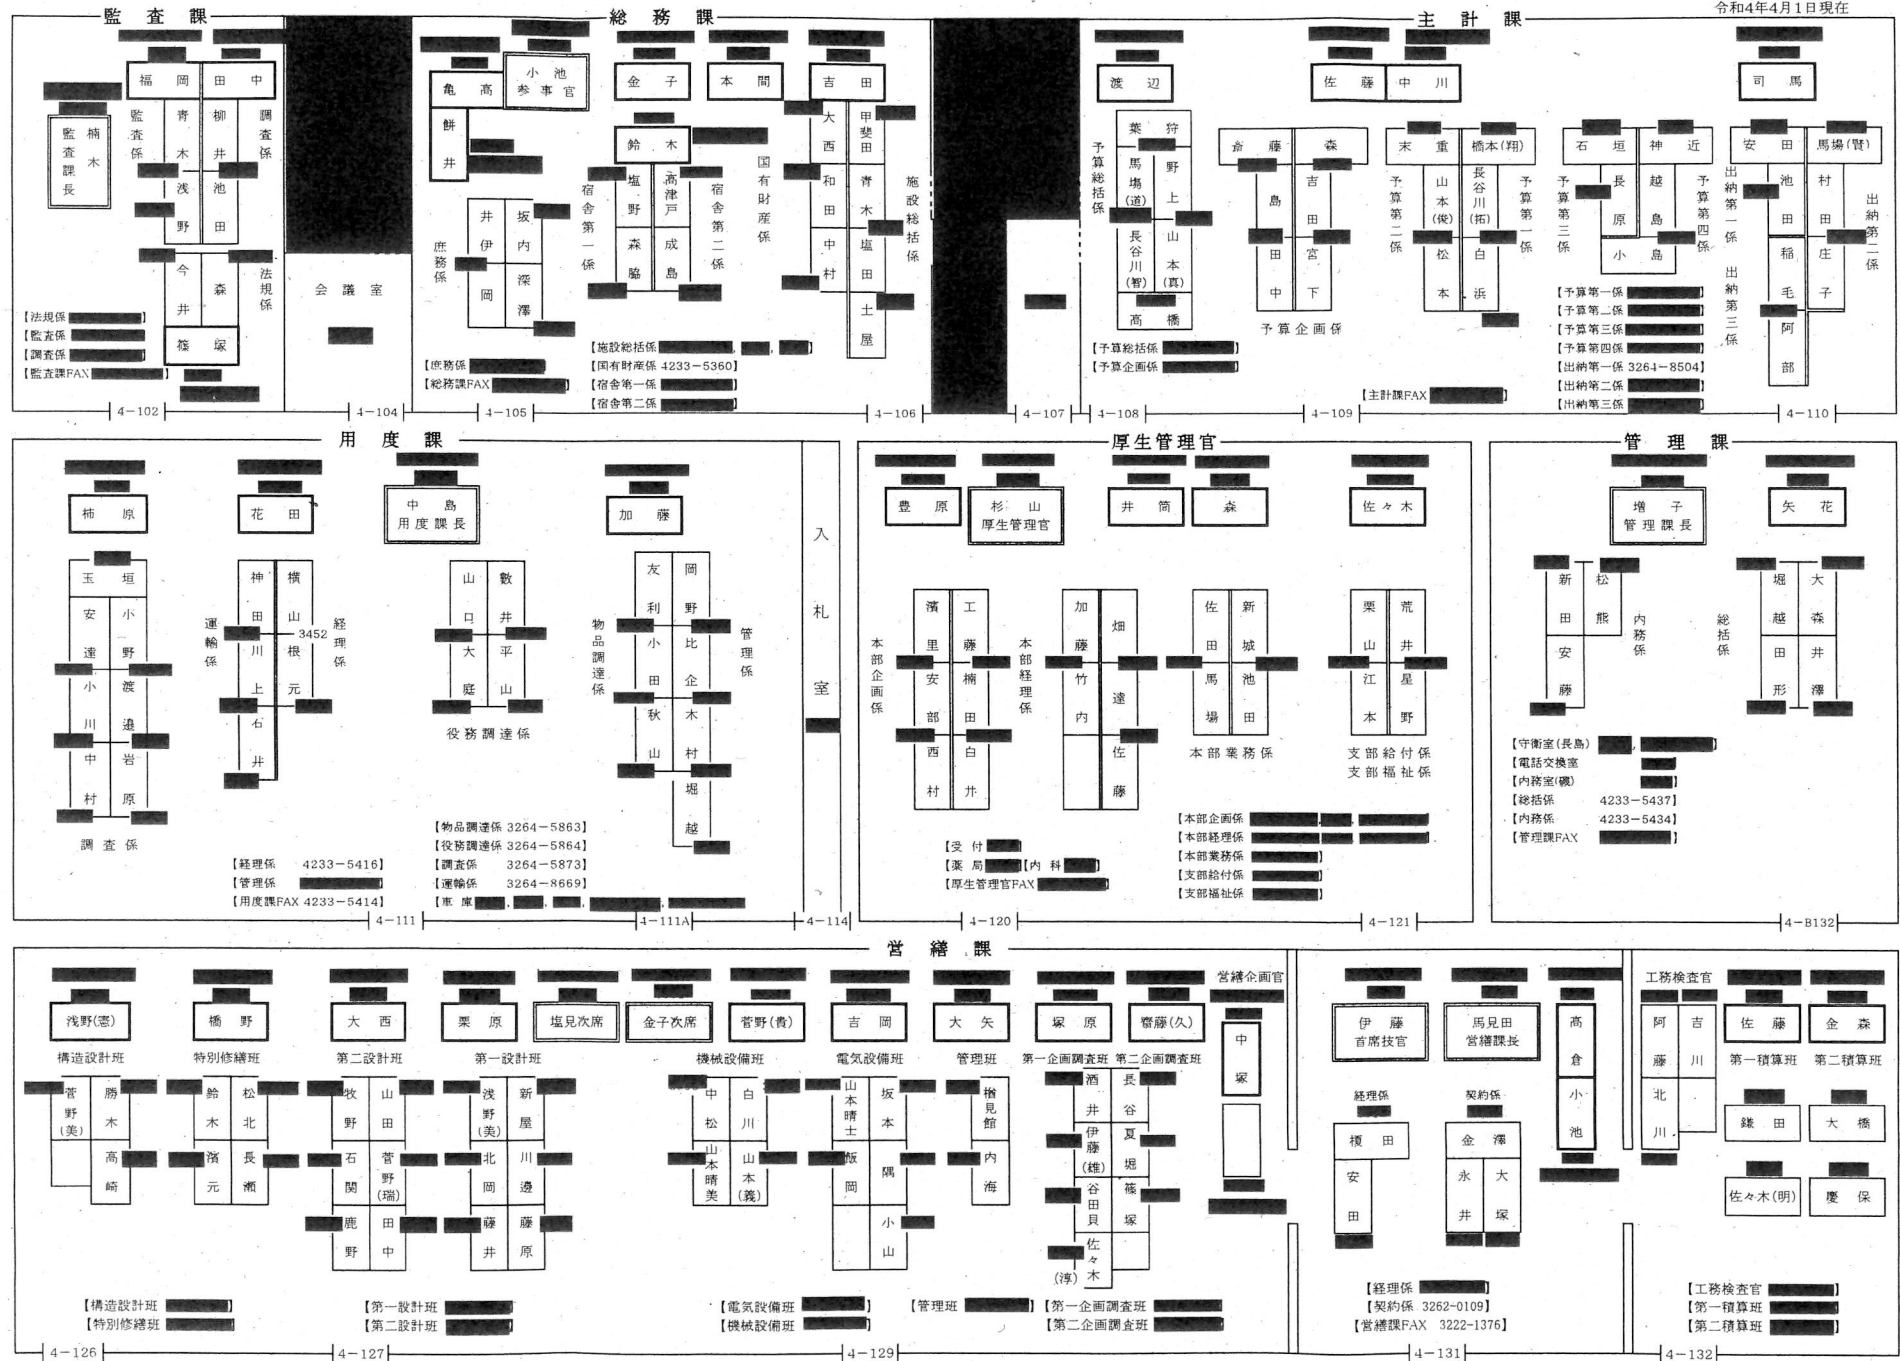 令和4年4月1日現在
監査課
福岡
田中
監査課長
楠木
監査係
青木
柳井
調査係
浅野
池田
今井
森
法規係
篠塚
【法規係
【監査係
【調査係
【監査課FAX
4-102
会議室
4-104
総務課
亀髙
小池
参事官
餅井
金子
本間
吉田
鈴木
庶務係
井伊
坂内
岡
深澤
宿舎第一係
塩野
高津戸
宿舎第二係
森脇
成島
国有財産係
大西
甲斐田
和田
青木
施設総括係
中村
塩田
土屋
【庶務係
【総務課FAX
【施設総括係
【国有財産係 4233-5360】
【宿舎第一係
【宿舎第二係
4-105
4-106
4-107
主計課
渡辺
佐藤
中川
司馬
予算総括係
葉
狩野
馬場(道)
上
長谷川(智)
山本(真)
髙橋
斎藤
森
島
吉田
田中
宮下
予算企画係
末重
橋本(翔)
予算第二係
山本(俊)
長谷川(拓)
予算第一係
松本
白浜
石垣
神近
予算第三係
長原
越島
予算第四係
小島
安田
馬場(賢)
出納第一係
池田
村田
出納第二係
稲毛
庄子
出納第三係
阿部
【予算総括係
【予算企画係
【予算第一係
【予算第二係
【予算第三係
【予算第四係
【出納第一係 3264-8504】
【出納第二係
【出納第三係
【主計課FAX
4-108
4-109
4-110
用度課
柿原
花田
中島
用度課長
加藤
玉垣
安達
小野
小川
渡邉
中村
岩原
調査係
運輸係
神田
横山
3452
経理係
川上
根元
石井
山口
數井
大庭
平山
役務調達係
物品調達係
友利
岡野
管理係
小田
比企
秋山
木村
堀越
【経理係 4233-5416】
【管理係
【用度課FAX 4233-5414】
【物品調達係 3264-5863】
【役務調達係 3264-5864】
【調査係 3264-5873】
【運輸係 3264-8669】
【車庫
4-111
4-111A
入札室
4-114
厚生管理官
豊原
杉山
厚生管理官
井筒
森
佐々木
本部企画係
濱里
工藤
安部
楠田
西村
白井
本部経理係
加藤
畑
竹内
達
佐藤
佐田
新城
馬場
池田
本部業務係
栗山
荒井
江本
星野
支部給付係
支部福祉係
【受付
【薬局
【内科
【厚生管理官FAX
【本部企画係
【本部経理係
【本部業務係
【支部給付係
【支部福祉係
4-120
4-121
管理課
増子
管理課長
矢花
新田
松熊
内務係
安藤
総括係
堀越
大森
田形
井澤
【守衛室(長島)
【電話交換室
【内務室(磯)
【総括係 4233-5437】
【内務係 4233-5434】
【管理課FAX
4-B132
営繕課
浅野(憲)
橋野
大西
栗原
塩見次席
金子次席
菅野(貴)
吉岡
大矢
塚原
齋藤(久)
営繕企画官
構造設計班
特別修繕班
第二設計班
第一設計班
機械設備班
電気設備班
管理班
第一企画調査班
第二企画調査班
菅野(美)
勝木
高崎
鈴木
松北
濱元
長瀬
牧野
山田
石関
菅野(瑞)
鹿野
田中
浅野(美)
新屋
北岡
川邊
藤井
藤原
中松
白川
山本晴美
山本(義)
山本晴士
坂本
飯岡
隅
小山
楢見館
内海
酒井
長谷
伊藤(雄)
夏堀
谷田貝
篠塚
佐々木(淳)
中塚
【構造設計班
【特別修繕班
【第一設計班
【第二設計班
【電気設備班
【機械設備班
【管理班
【第一企画調査班
【第二企画調査班
4-126
4-127
4-129
伊藤
首席技官
馬見田
営繕課長
髙倉
小池
経理係
榎田
安田
契約係
金澤
永井
大塚
【経理係
【契約係 3262-0109】
【営繕課FAX 3222-1376】
4-131
工務検査官
阿藤
吉川
北川
佐藤
金森
第一積算班
第二積算班
鎌田
大橋
佐々木(明)
慶保
【工務検査官
【第一積算班
【第二積算班
4-132